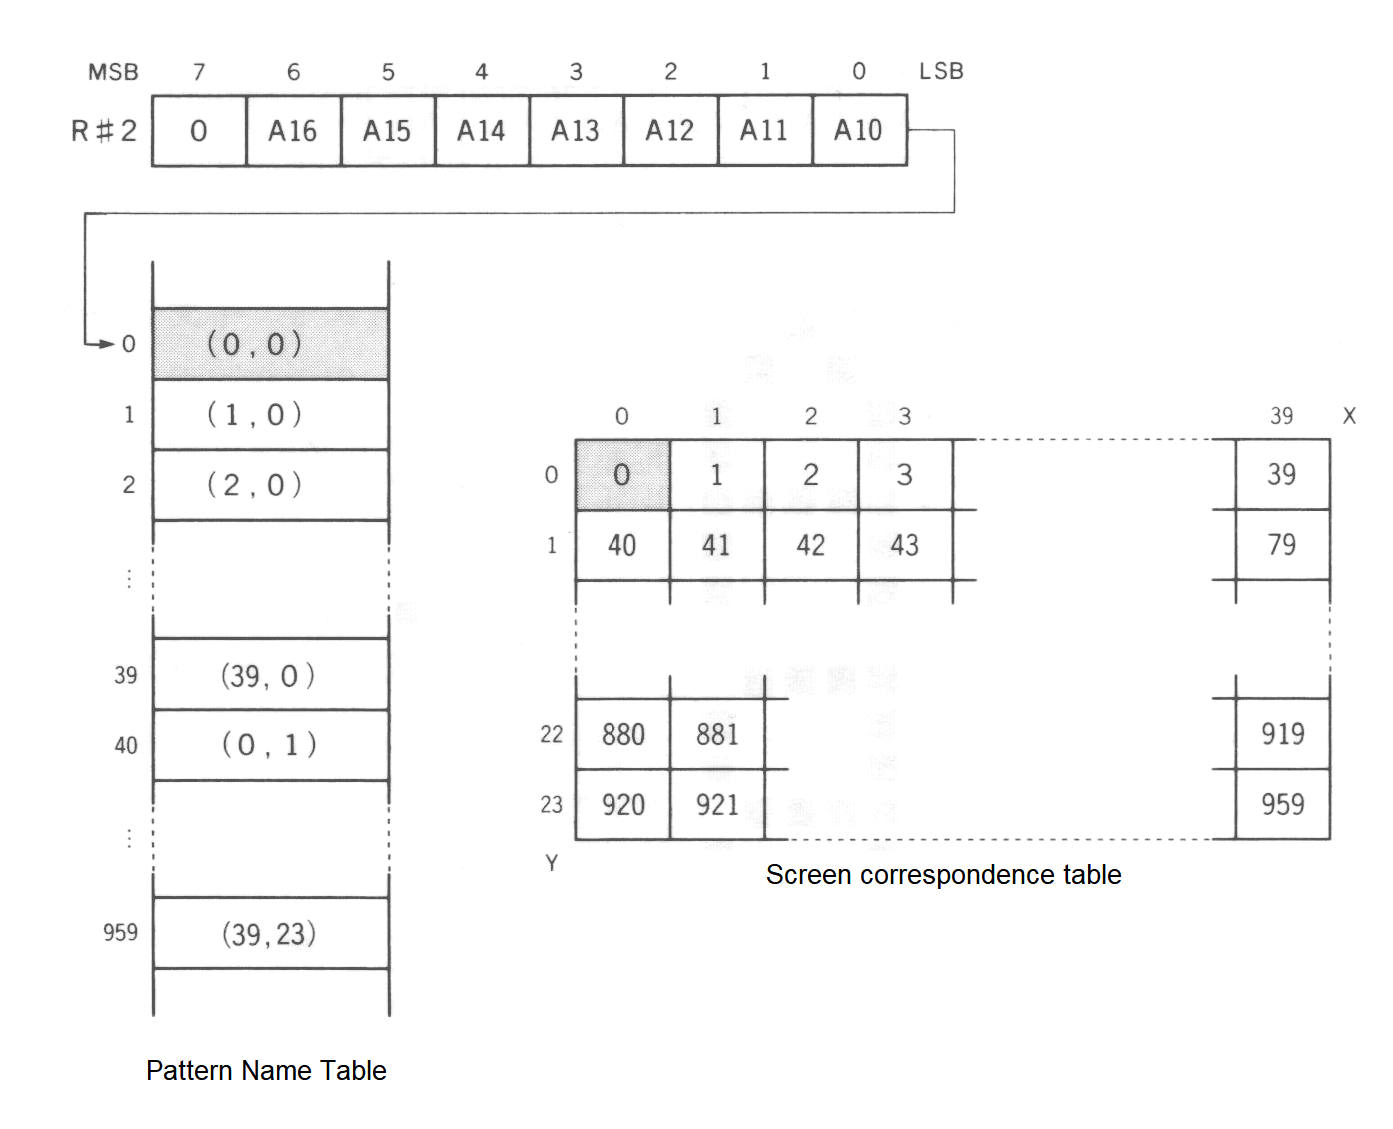 MSB 7 6 5 4 3 2 1 0 LSB
R#2 0 A16 A15 A14 A13 A12 A11 A10
0 (0,0)
1 (1,0)
2 (2,0)
⋮
39 (39,0)
40 (0,1)
⋮
959 (39,23)
Pattern Name Table
0 1 2 3 39 X
0 0 1 2 3 39
1 40 41 42 43 79
22 880 881 919
23 920 921 959
Y
Screen correspondence table